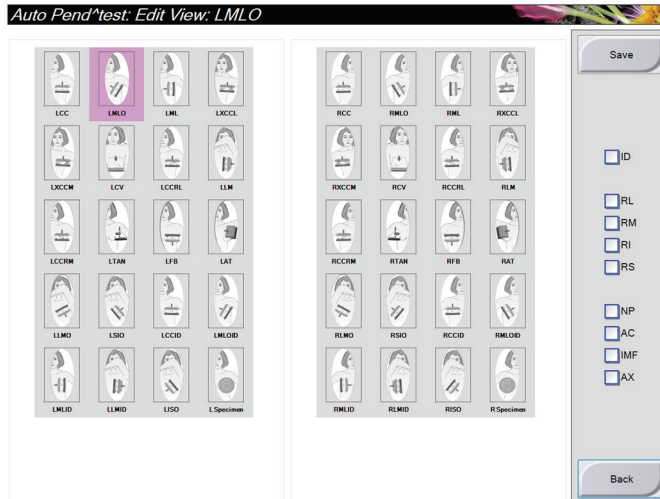 Auto Pend^test: Edit View: LMLO
LCC LMLO LML LXCCL
LXCCM LCV LCCRL LLM
LCCRM LTAN LFB LAT
LLMO LSIO LCCID LMLOID
LMLID LLMID LISO L Specimen
RCC RMLO RML RXCCL
RXCCM RCV RCCRL RLM
RCCRM RTAN RFB RAT
RLMO RSIO RCCID RMLOID
RMLID RLMID RISO R Specimen
Save
ID
RL
RM
RI
RS
NP
AC
IMF
AX
Back